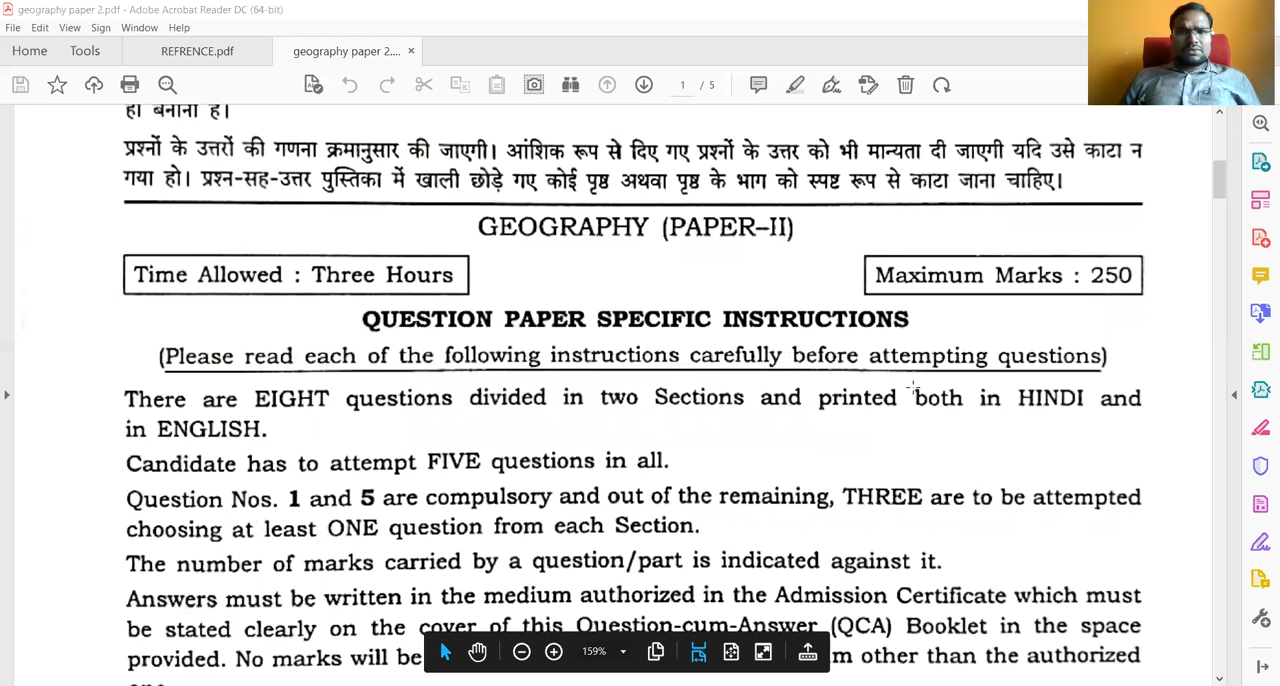 geography paper 2.pdf - Adobe Acrobat Reader DC (64-bit)
File Edit View Sign Window Help
Home Tools REFRENCE.pdf geography paper 2.... ×
1 / 5
हो बनाना है।
प्रश्नों के उत्तरों की गणना क्रमानुसार की जाएगी। आंशिक रूप से दिए गए प्रश्नों के उत्तर को भी मान्यता दी जाएगी यदि उसे काटा न
गया हो। प्रश्न-सह-उत्तर पुस्तिका में खाली छोड़े गए कोई पृष्ठ अथवा पृष्ठ के भाग को स्पष्ट रूप से काटा जाना चाहिए।
GEOGRAPHY (PAPER–II)
Time Allowed : Three Hours
Maximum Marks : 250
QUESTION PAPER SPECIFIC INSTRUCTIONS
(Please read each of the following instructions carefully before attempting questions)
There are EIGHT questions divided in two Sections and printed both in HINDI and
in ENGLISH.
Candidate has to attempt FIVE questions in all.
Question Nos. 1 and 5 are compulsory and out of the remaining, THREE are to be attempted
choosing at least ONE question from each Section.
The number of marks carried by a question/part is indicated against it.
Answers must be written in the medium authorized in the Admission Certificate which must
be stated clearly on the cover of this Question-cum-Answer (QCA) Booklet in the space
provided. No marks will be other than the authorized
159%